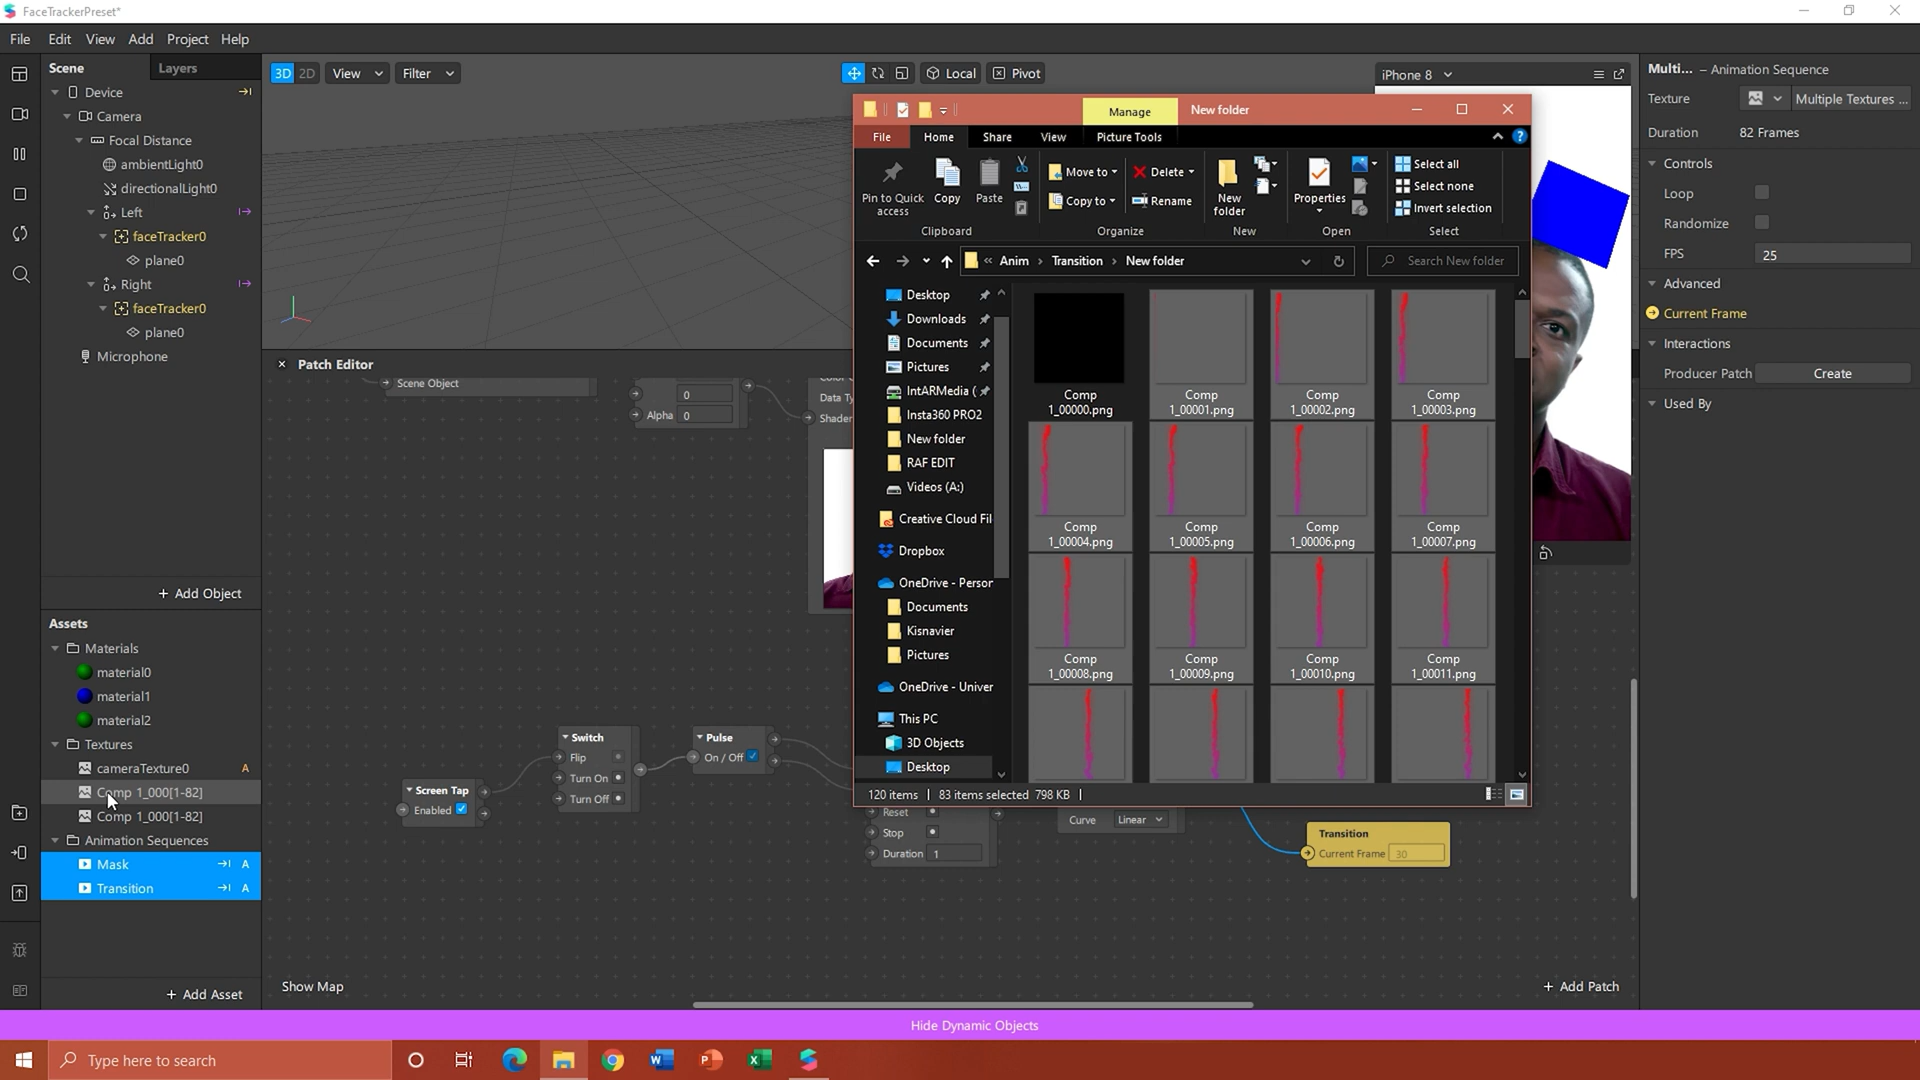 FaceTrackerPreset*
File Edit View Add Project Help
Scene
Layers
Device
Camera
Focal Distance
ambientLight0
directionalLight0
Left
faceTracker0
plane0
Right
faceTracker0
plane0
Microphone
+ Add Object
Assets
Materials
material0
material1
material2
Textures
cameraTexture0 A
Comp 1_000[1-82]
Comp 1_000[1-82]
Animation Sequences
Mask A
Transition A
+ Add Asset
3D 2D View Filter
Local Pivot
Patch Editor
Scene Object
0
Alpha 0
Data Ty
Shader
Screen Tap
Enabled
Switch
Flip
Turn On
Turn Off
Pulse
On / Off
Reset
Stop
Duration 1
Curve Linear
Transition
Current Frame 30
Show Map
+ Add Patch
iPhone 8
Manage New folder
File Home Share View Picture Tools
Pin to Quick access
Copy
Paste
Clipboard
Move to
Copy to
Delete
Rename
Organize
New folder
New
Properties
Open
Select all
Select none
Invert selection
Select
« Anim › Transition › New folder
Search New folder
Desktop
Downloads
Documents
Pictures
IntARMedia (
Insta360 PRO2
New folder
RAF EDIT
Videos (A:)
Creative Cloud Fil
Dropbox
OneDrive - Persor
Documents
Kisnavier
Pictures
OneDrive - Univer
This PC
3D Objects
Desktop
Comp 1_00000.png
Comp 1_00001.png
Comp 1_00002.png
Comp 1_00003.png
Comp 1_00004.png
Comp 1_00005.png
Comp 1_00006.png
Comp 1_00007.png
Comp 1_00008.png
Comp 1_00009.png
Comp 1_00010.png
Comp 1_00011.png
120 items 83 items selected 798 KB
Multi... – Animation Sequence
Texture Multiple Textures ...
Duration 82 Frames
Controls
Loop
Randomize
FPS 25
Advanced
Current Frame
Interactions
Producer Patch Create
Used By
Hide Dynamic Objects
Type here to search